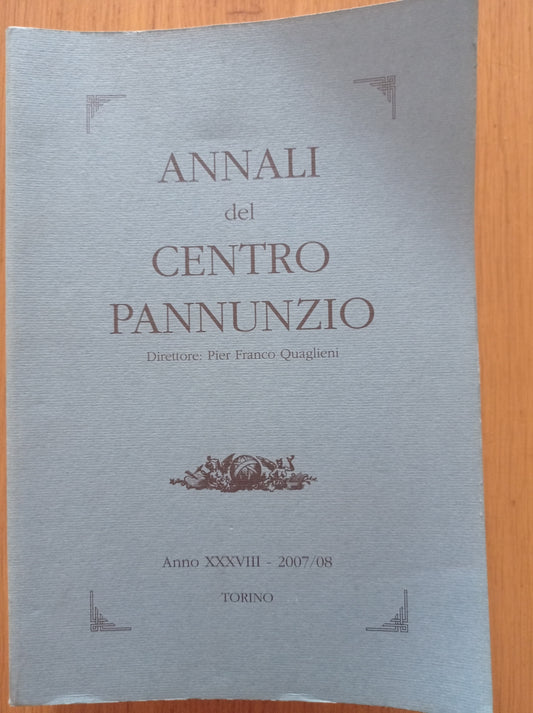 ANNALI
del
CENTRO
PANNUNZIO
Direttore: Pier Franco Quaglieni
Anno XXXVIII - 2007/08
TORINO